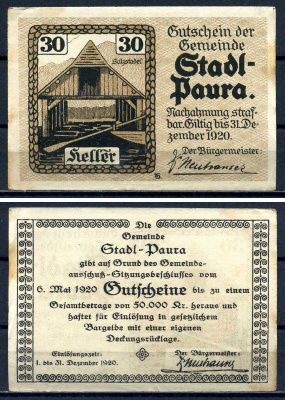 30
30
Salzstadel
Heller
Gutschein der
Gemeinde
Stadl-
Paura.
Nachahmung straf-
bar. Giltig bis 31. De-
zember 1920.
Der Bürgermeister:
Die
Gemeinde
Stadl-Paura
gibt auf Grund des Gemeinde-
ausschuß-Sitzungsbeschlusses vom
6. Mai 1920 Gutscheine bis zu einem
Gesamtbetrage von 50.000 Kr. heraus und
haftet für Einlösung in gesetzlichem
Bargelde mit einer eigenen
Deckungsrücklage.
Einlösungszeit:
1. bis 31. Dezember 1920.
Der Bürgermeister: